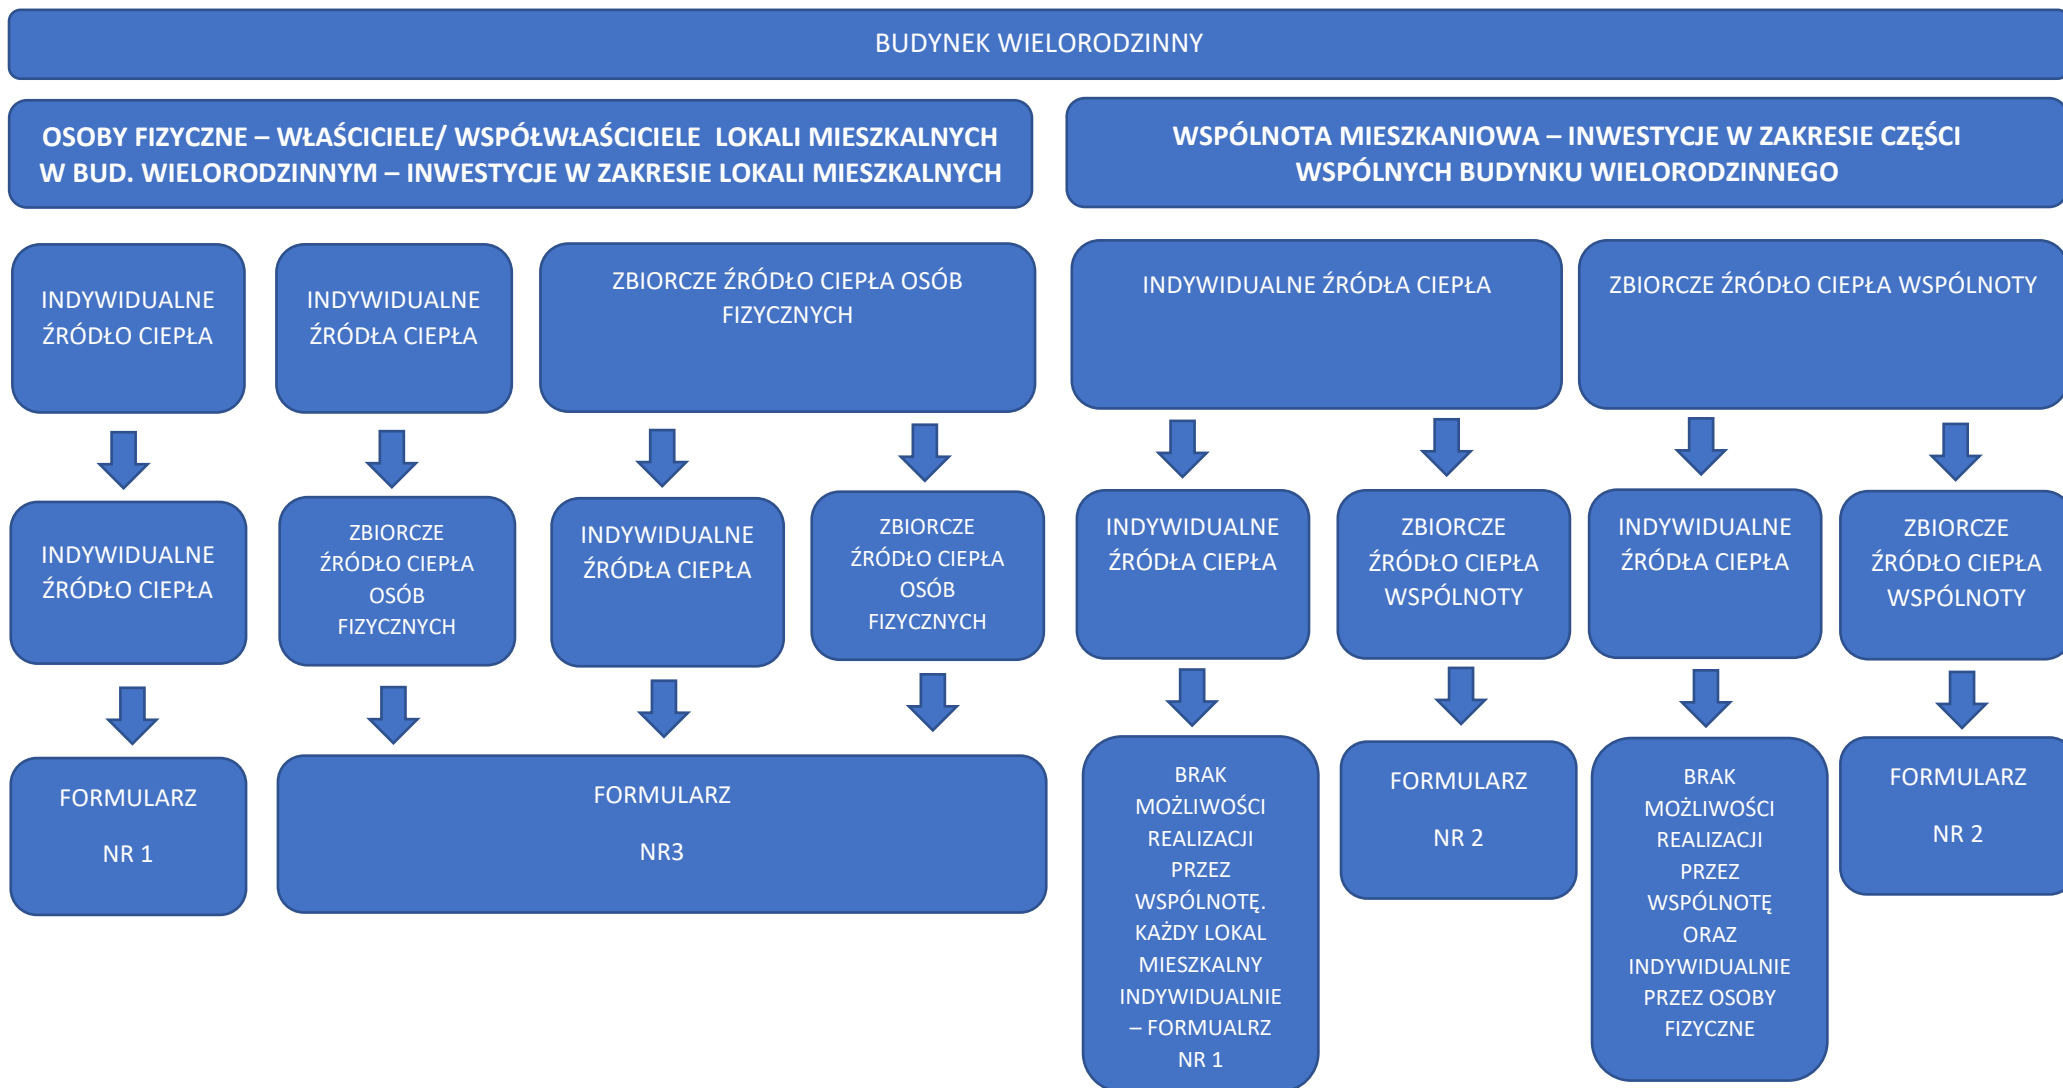 BUDYNEK WIELORODZINNY
OSOBY FIZYCZNE – WŁAŚCICIELE/ WSPÓŁWŁAŚCICIELE LOKALI MIESZKALNYCH
W BUD. WIELORODZINNYM – INWESTYCJE W ZAKRESIE LOKALI MIESZKALNYCH
WSPÓLNOTA MIESZKANIOWA – INWESTYCJE W ZAKRESIE CZĘŚCI
WSPÓLNYCH BUDYNKU WIELORODZINNEGO
INDYWIDUALNE
ŹRÓDŁO CIEPŁA
INDYWIDUALNE
ŹRÓDŁA CIEPŁA
ZBIORCZE ŹRÓDŁO CIEPŁA OSÓB
FIZYCZNYCH
INDYWIDUALNE ŹRÓDŁA CIEPŁA
ZBIORCZE ŹRÓDŁO CIEPŁA WSPÓLNOTY
INDYWIDUALNE
ŹRÓDŁO CIEPŁA
ZBIORCZE
ŹRÓDŁO CIEPŁA
OSÓB
FIZYCZNYCH
INDYWIDUALNE
ŹRÓDŁA CIEPŁA
ZBIORCZE
ŹRÓDŁO CIEPŁA
OSÓB
FIZYCZNYCH
INDYWIDUALNE
ŹRÓDŁA CIEPŁA
ZBIORCZE
ŹRÓDŁO CIEPŁA
WSPÓLNOTY
INDYWIDUALNE
ŹRÓDŁA CIEPŁA
ZBIORCZE
ŹRÓDŁO CIEPŁA
WSPÓLNOTY
FORMULARZ
NR 1
FORMULARZ
NR3
BRAK
MOŻLIWOŚCI
REALIZACJI
PRZEZ
WSPÓLNOTĘ.
KAŻDY LOKAL
MIESZKALNY
INDYWIDUALNIE
– FORMUALRZ
NR 1
FORMULARZ
NR 2
BRAK
MOŻLIWOŚCI
REALIZACJI
PRZEZ
WSPÓLNOTĘ
ORAZ
INDYWIDUALNIE
PRZEZ OSOBY
FIZYCZNE
FORMULARZ
NR 2